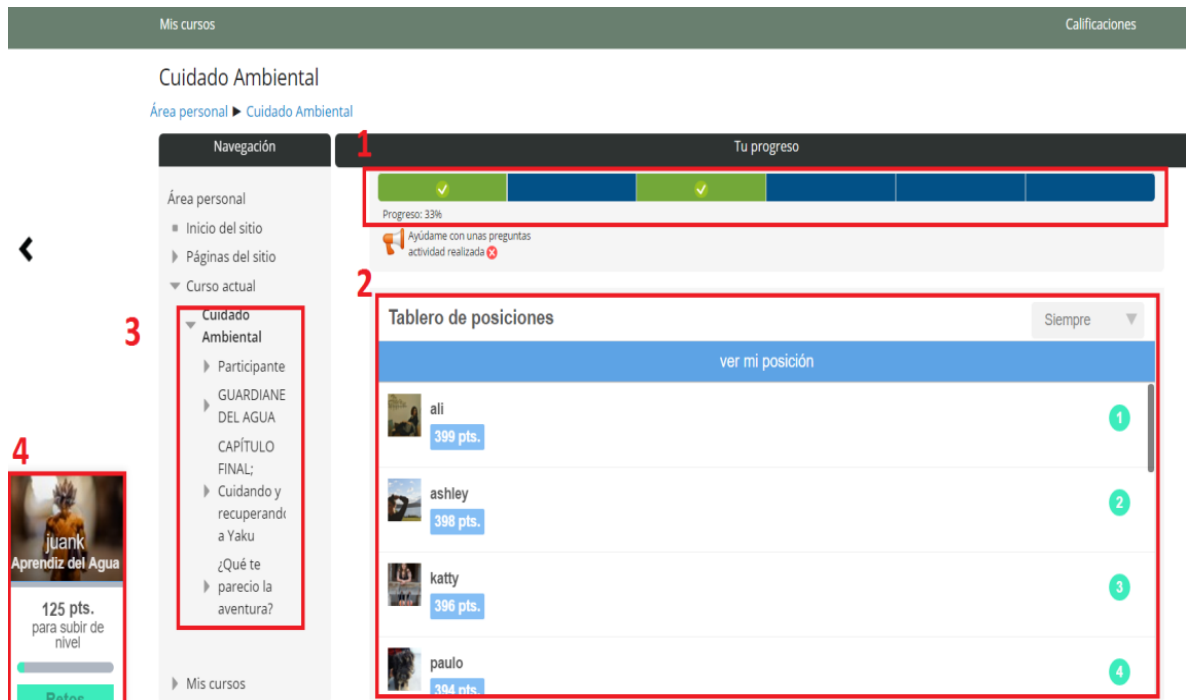 Mis cursos
Calificaciones
Cuidado Ambiental
Área personal ▶ Cuidado Ambiental
Navegación
1
Tu progreso
Área personal
Inicio del sitio
Páginas del sitio
Curso actual
3
Cuidado
Ambiental
Participante
GUARDIANE
DEL AGUA
CAPÍTULO
FINAL;
Cuidando y
recuperando
a Yaku
¿Qué te
parecio la
aventura?
Mis cursos
Progreso: 33%
Ayúdame con unas preguntas
actividad realizada
2
Tablero de posiciones
Siempre
ver mi posición
ali
399 pts.
1
ashley
398 pts.
2
katty
396 pts.
3
paulo
394 pts.
4
4
juank
Aprendiz del Agua
125 pts.
para subir de
nivel
Retos